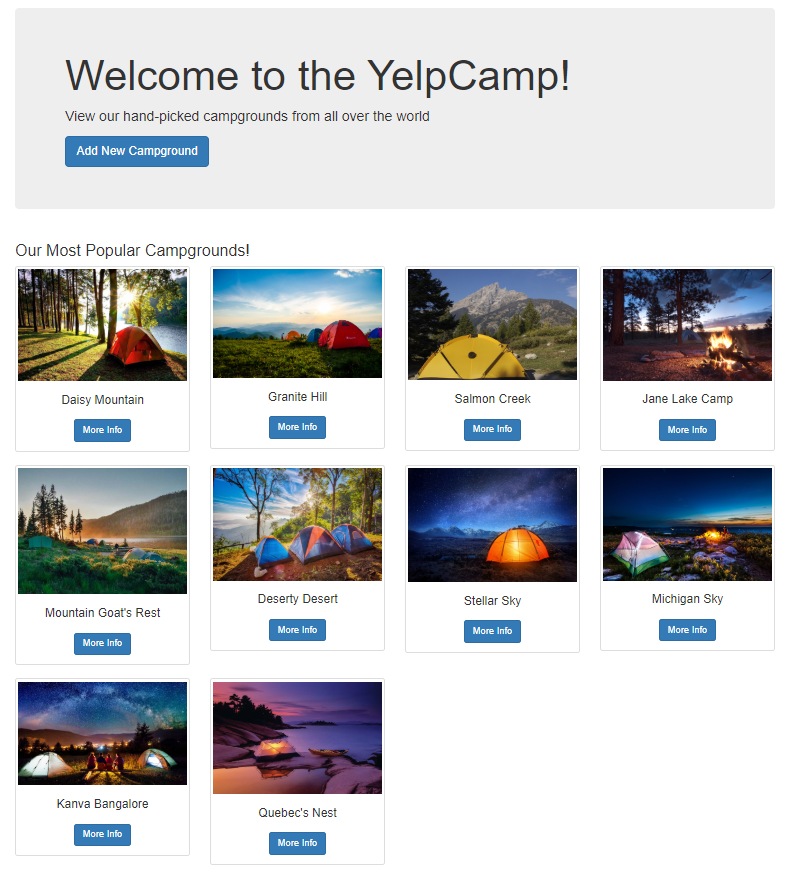 Welcome to the YelpCamp!
View our hand-picked campgrounds from all over the world
Add New Campground
Our Most Popular Campgrounds!
Daisy Mountain
More Info
Granite Hill
More Info
Salmon Creek
More Info
Jane Lake Camp
More Info
Mountain Goat's Rest
More Info
Deserty Desert
More Info
Stellar Sky
More Info
Michigan Sky
More Info
Kanva Bangalore
More Info
Quebec's Nest
More Info